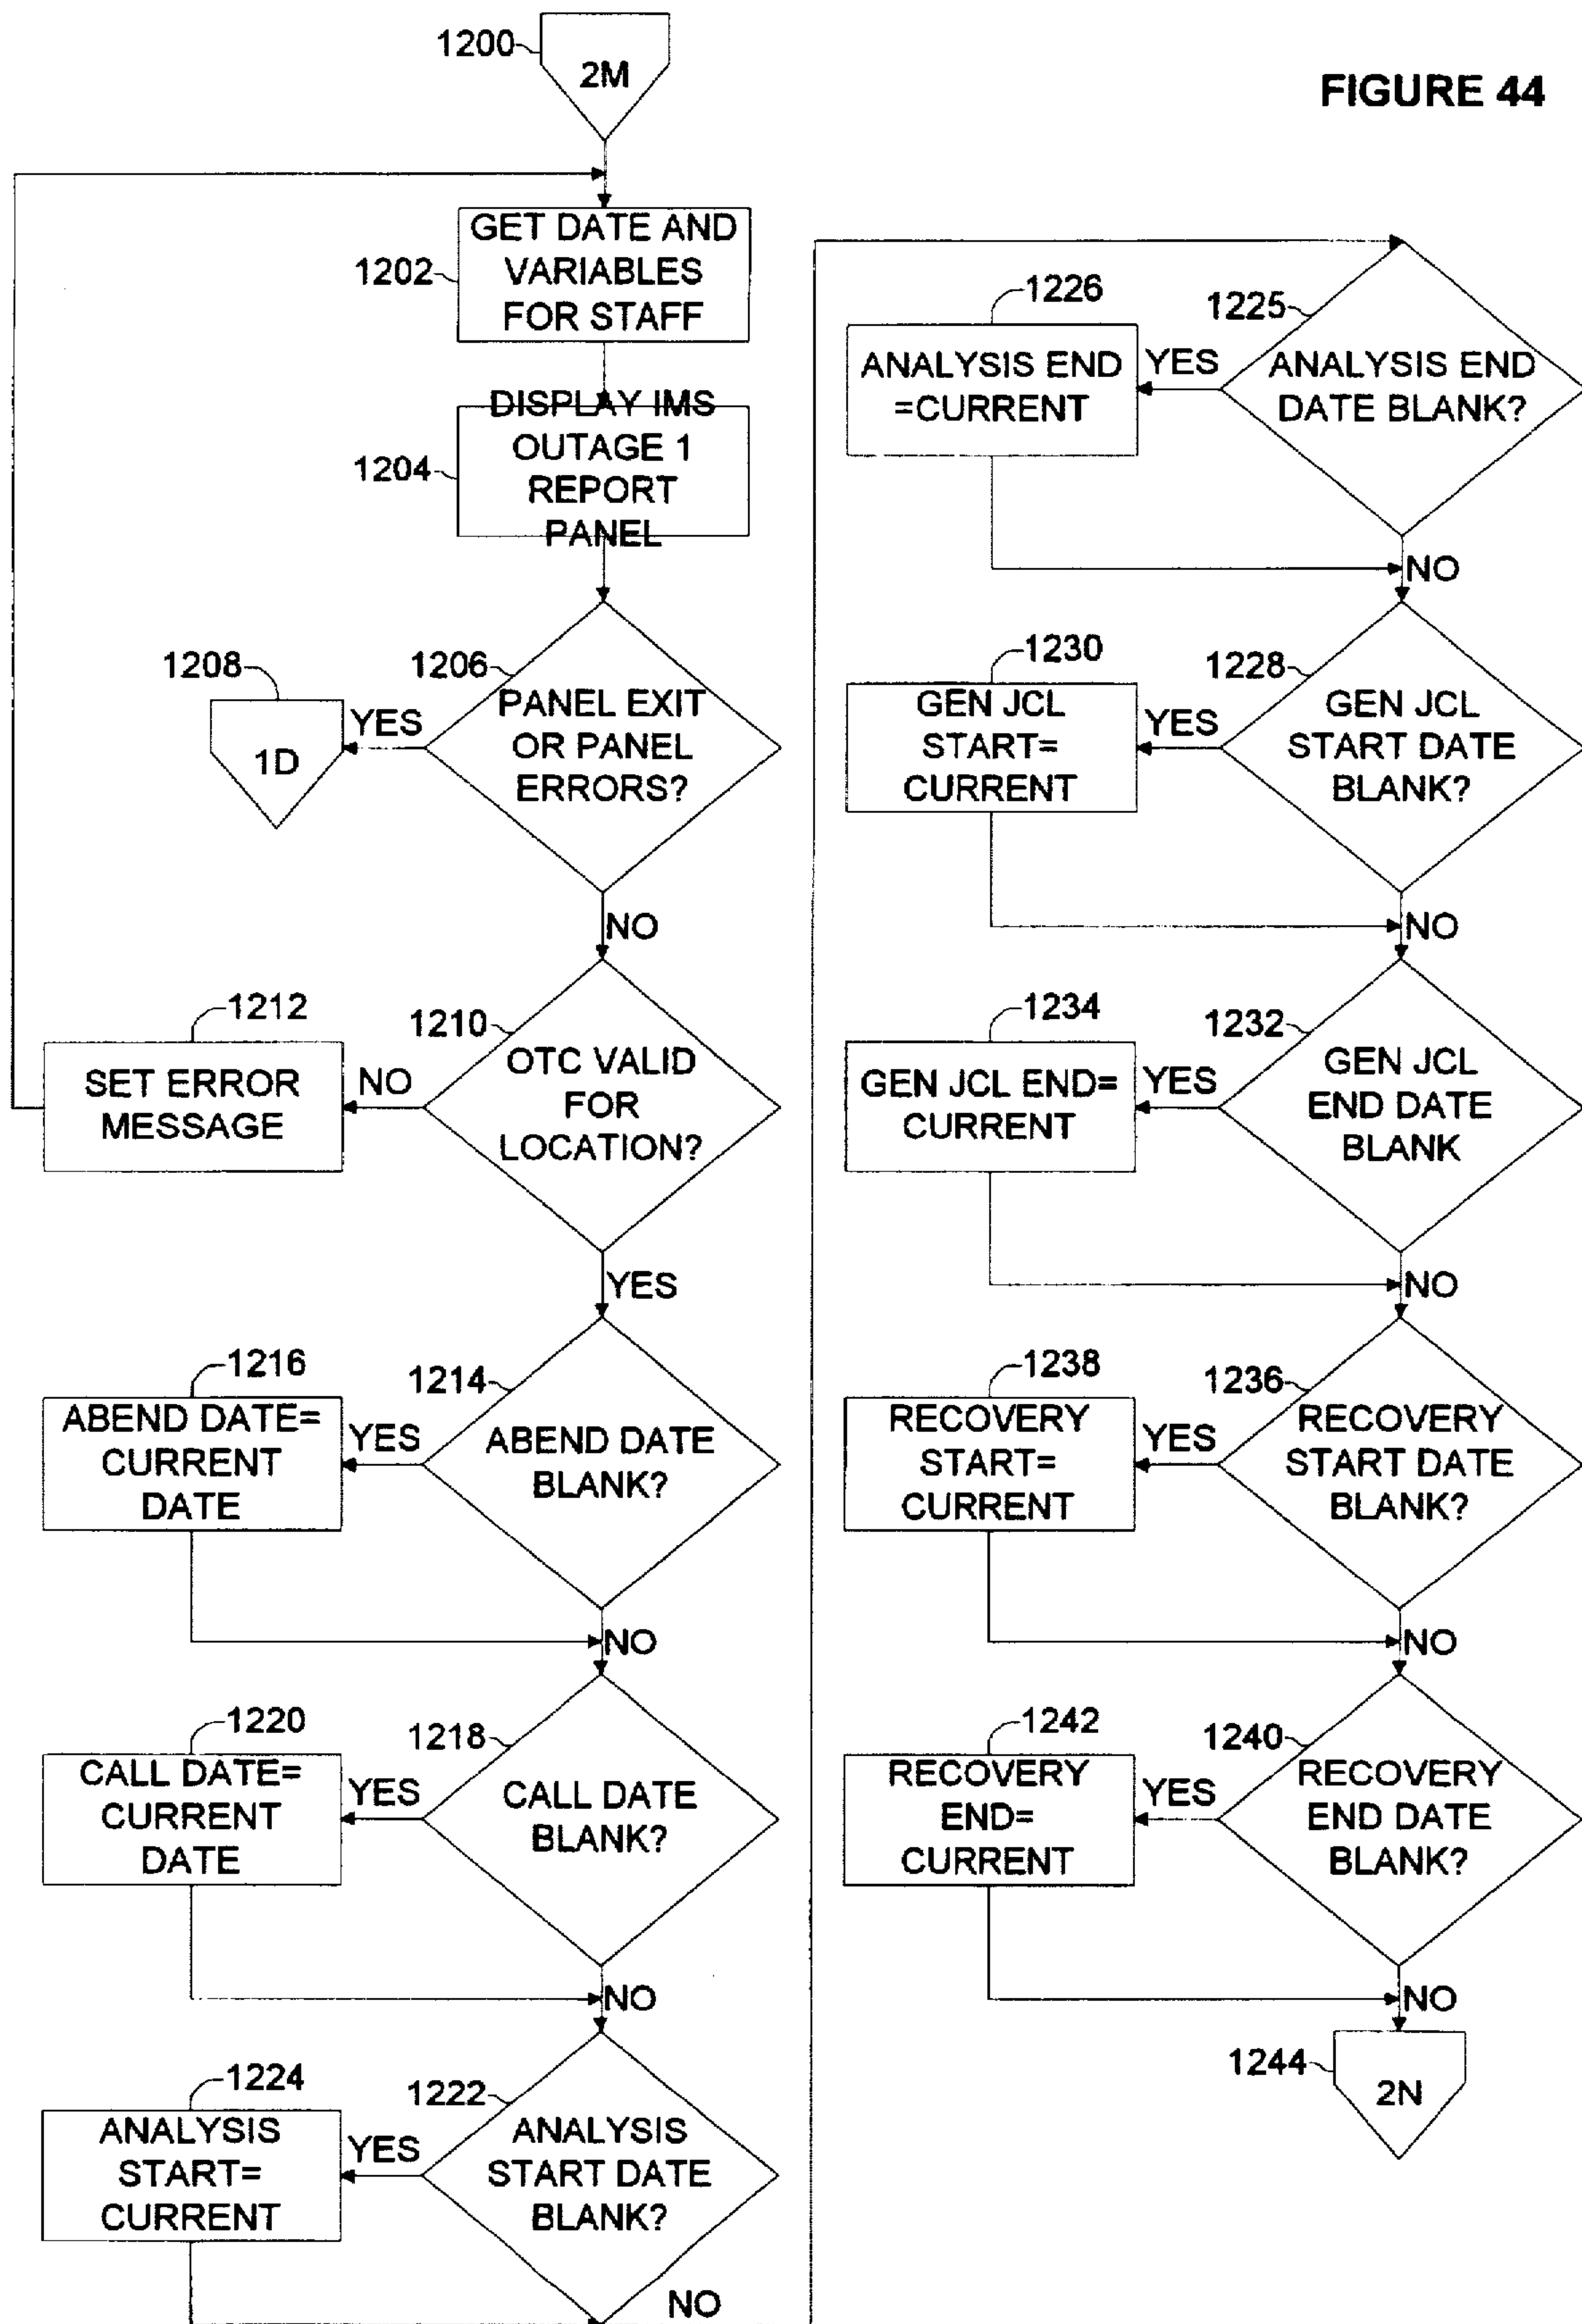 FIGURE 44
1200
2M
1202
GET DATE AND
VARIABLES
FOR STAFF
1204
DISPLAY IMS
OUTAGE 1
REPORT
PANEL
1206
PANEL EXIT
OR PANEL
ERRORS?
YES
1208
1D
NO
1210
OTC VALID
FOR
LOCATION?
NO
1212
SET ERROR
MESSAGE
YES
1214
ABEND DATE
BLANK?
YES
1216
ABEND DATE=
CURRENT
DATE
NO
1218
CALL DATE
BLANK?
YES
1220
CALL DATE=
CURRENT
DATE
NO
1222
ANALYSIS
START DATE
BLANK?
YES
1224
ANALYSIS
START=
CURRENT
NO
1225
ANALYSIS END
DATE BLANK?
YES
1226
ANALYSIS END
=CURRENT
NO
1228
GEN JCL
START DATE
BLANK?
YES
1230
GEN JCL
START=
CURRENT
NO
1232
GEN JCL
END DATE
BLANK
YES
1234
GEN JCL END=
CURRENT
NO
1236
RECOVERY
START DATE
BLANK?
YES
1238
RECOVERY
START=
CURRENT
NO
1240
RECOVERY
END DATE
BLANK?
YES
1242
RECOVERY
END=
CURRENT
NO
1244
2N